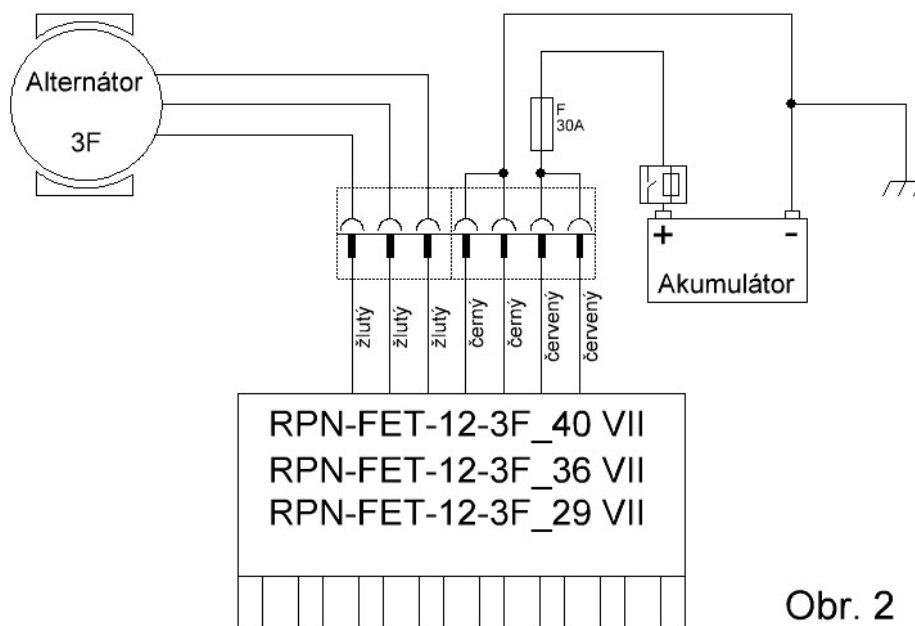 Alternátor
3F
F
30A
+ -
Akumulátor
žlutý
žlutý
žlutý
černý
černý
červený
červený
RPN-FET-12-3F_40 VII
RPN-FET-12-3F_36 VII
RPN-FET-12-3F_29 VII
Obr. 2